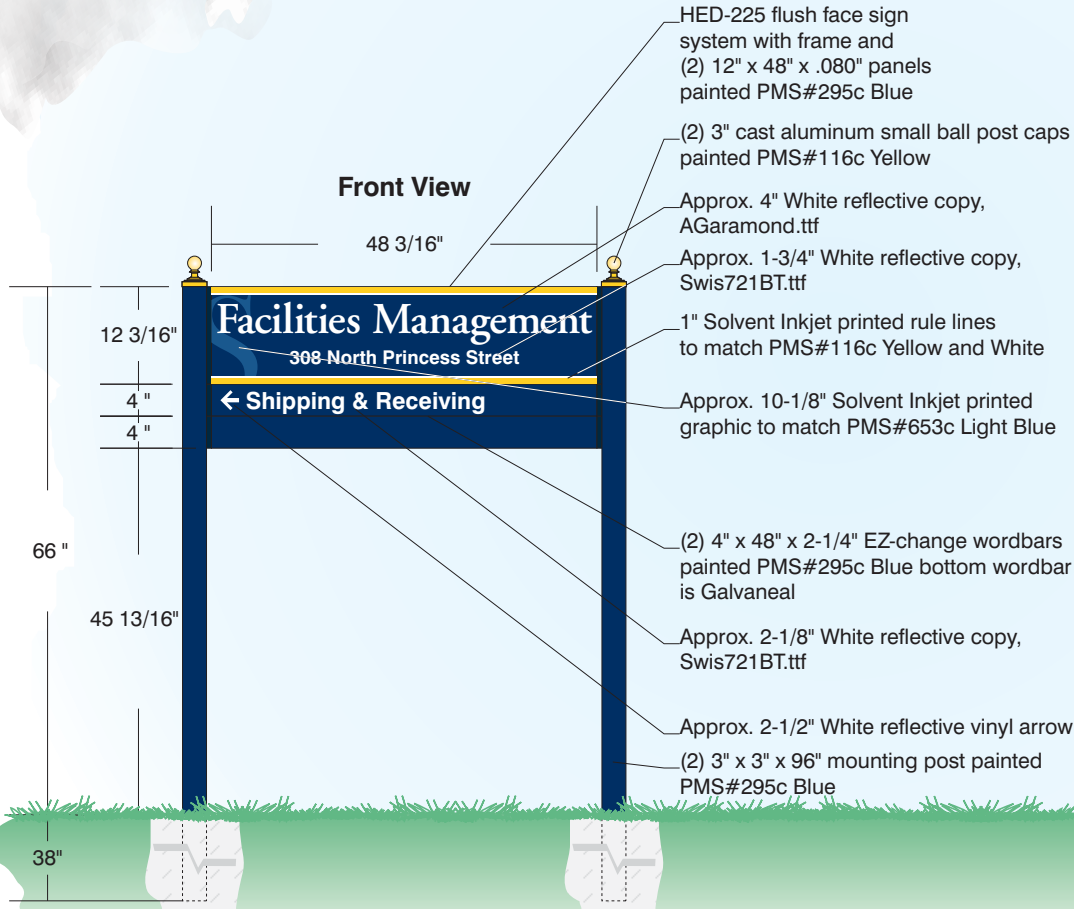 HED-225 flush face sign
system with frame and
(2) 12" x 48" x .080" panels
painted PMS#295c Blue
(2) 3" cast aluminum small ball post caps
painted PMS#116c Yellow
Front View
48 3/16"
Approx. 4" White reflective copy,
AGaramond.ttf
Approx. 1-3/4" White reflective copy,
Swis721BT.ttf
1" Solvent Inkjet printed rule lines
to match PMS#116c Yellow and White
Approx. 10-1/8" Solvent Inkjet printed
graphic to match PMS#653c Light Blue
12 3/16"
4 "
4 "
S
Facilities Management
308 North Princess Street
← Shipping & Receiving
66 "
45 13/16"
38"
(2) 4" x 48" x 2-1/4" EZ-change wordbars
painted PMS#295c Blue bottom wordbar
is Galvaneal
Approx. 2-1/8" White reflective copy,
Swis721BT.ttf
Approx. 2-1/2" White reflective vinyl arrow
(2) 3" x 3" x 96" mounting post painted
PMS#295c Blue